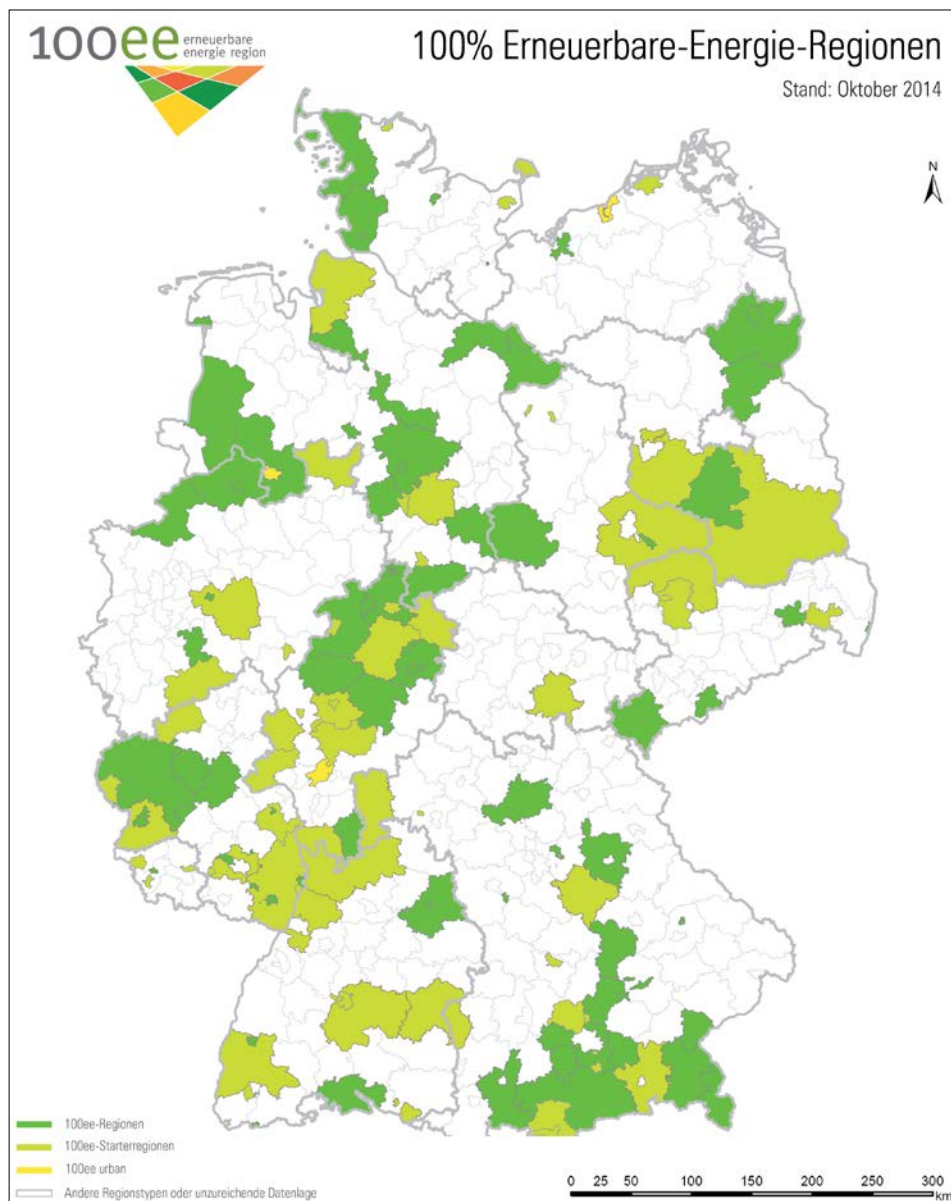 100ee erneuerbare
energie region
100% Erneuerbare-Energie-Regionen
Stand: Oktober 2014
N
100ee-Regionen
100ee-Starterregionen
100ee urban
Andere Regionstypen oder unzureichende Datenlage
0 25 50 100 150 200 250 300
km